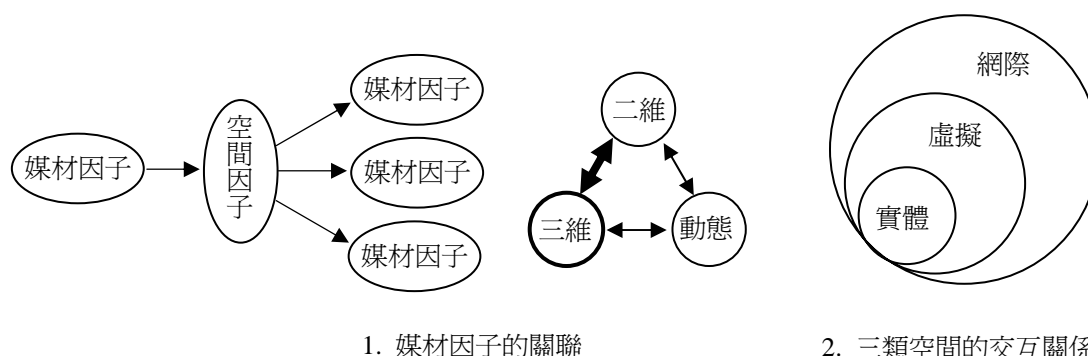 媒材因子
空間因子
媒材因子
媒材因子
媒材因子
二維
三維
動態
網際
虛擬
實體
1. 媒材因子的關聯
2. 三類空間的交互關係